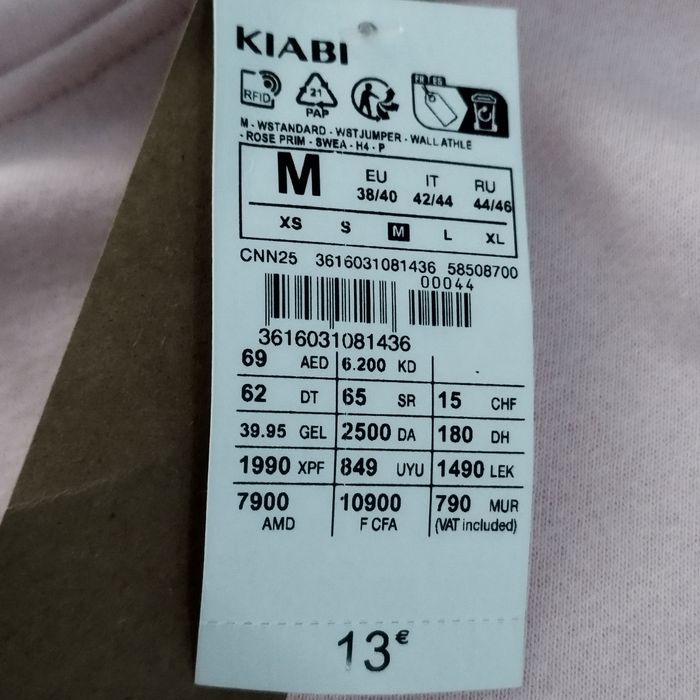 KIABI
RFID
21
PAP
FR
M - WSTANDARD - WSTJUMPER - WALL ATHLE
- ROSE PRIM - SWEA - H4 - P
M EU 38/40 IT 42/44 RU 44/46
XS S M L XL
CNN25 3616031081436 58508700
00044
3616031081436
69 AED 6.200 KD -
62 DT 65 SR 15 CHF
39.95 GEL 2500 DA 180 DH
1990 XPF 849 UYU 1490 LEK
7900 AMD 10900 F CFA 790 MUR
(VAT included)
13€